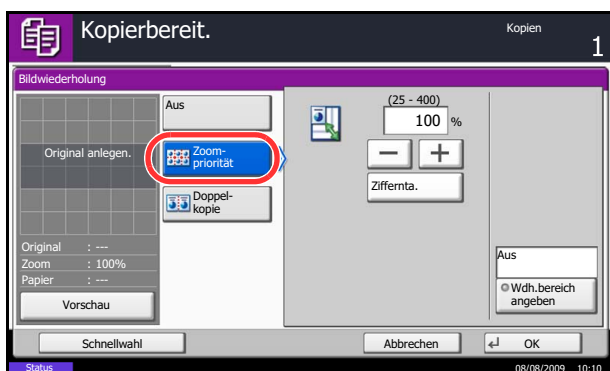 Kopierbereit.
Kopien
1
Bildwiederholung
Original anlegen.
Original : ---
Zoom : 100%
Papier : ---
Vorschau
Aus
Zoom-
priorität
Doppel-
kopie
(25 - 400)
100 %
Ziffernta.
Aus
Wdh.bereich
angeben
Schnellwahl
Abbrechen
OK
Status
08/08/2009 10:10